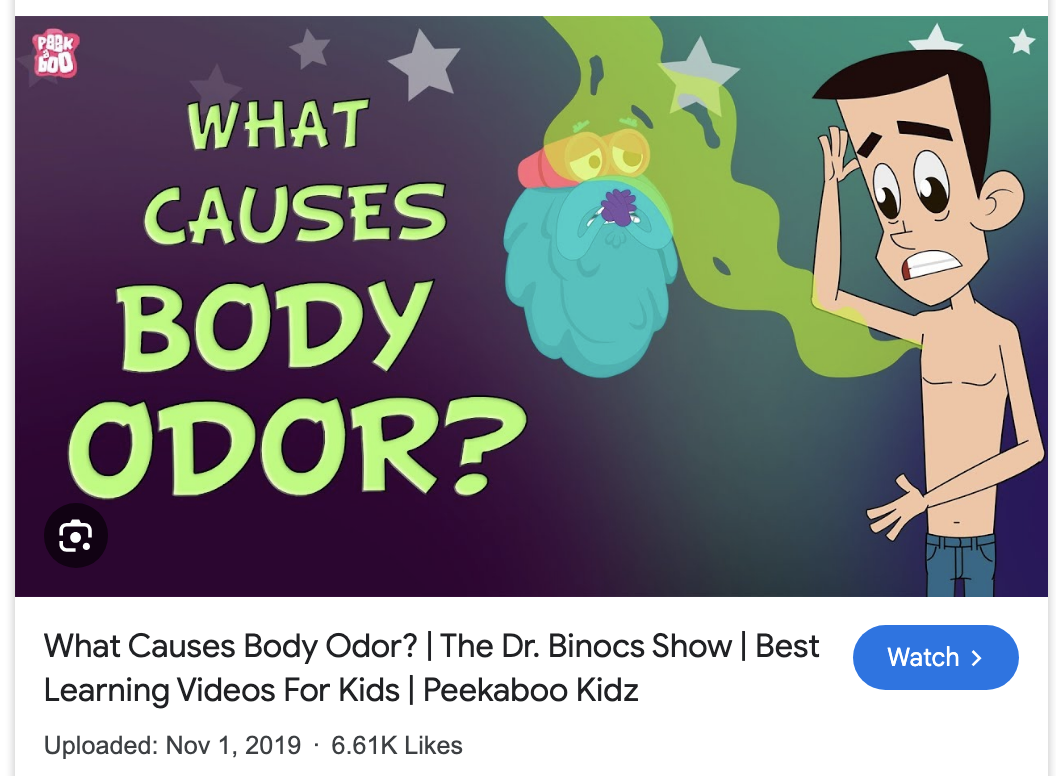 PEEK
a
BOO
WHAT
CAUSES
BODY
ODOR?
What Causes Body Odor? | The Dr. Binocs Show | Best
Learning Videos For Kids | Peekaboo Kidz
Watch >
Uploaded: Nov 1, 2019 · 6.61K Likes